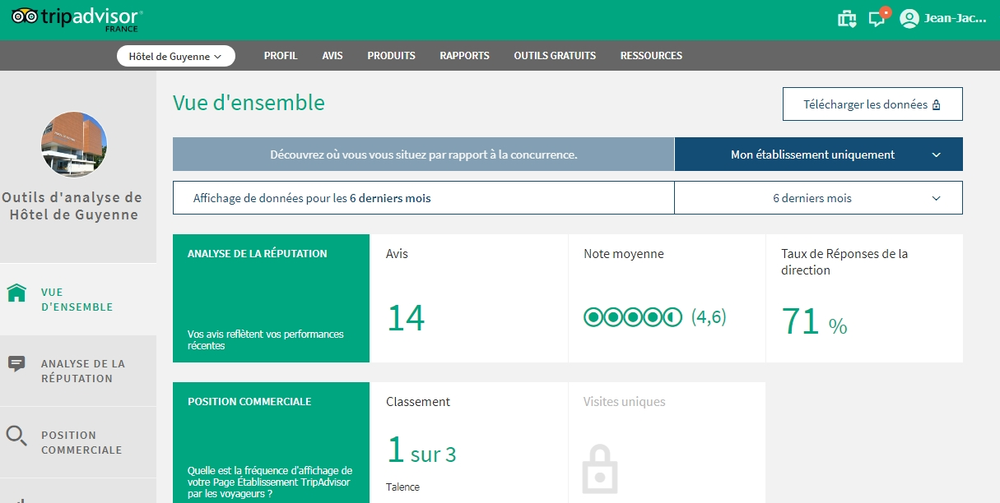 tripadvisor®
FRANCE
Jean-Jac...
Hôtel de Guyenne
PROFIL
AVIS
PRODUITS
RAPPORTS
OUTILS GRATUITS
RESSOURCES
Outils d'analyse de
Hôtel de Guyenne
VUE
D'ENSEMBLE
ANALYSE DE LA
RÉPUTATION
POSITION
COMMERCIALE
Vue d'ensemble
Télécharger les données
Découvrez où vous vous situez par rapport à la concurrence.
Mon établissement uniquement
Affichage de données pour les 6 derniers mois
6 derniers mois
ANALYSE DE LA RÉPUTATION
Vos avis reflètent vos performances
récentes
Avis
14
Note moyenne
(4,6)
Taux de Réponses de la
direction
71 %
POSITION COMMERCIALE
Quelle est la fréquence d'affichage de
votre Page Établissement TripAdvisor
par les voyageurs ?
Classement
1 sur 3
Talence
Visites uniques